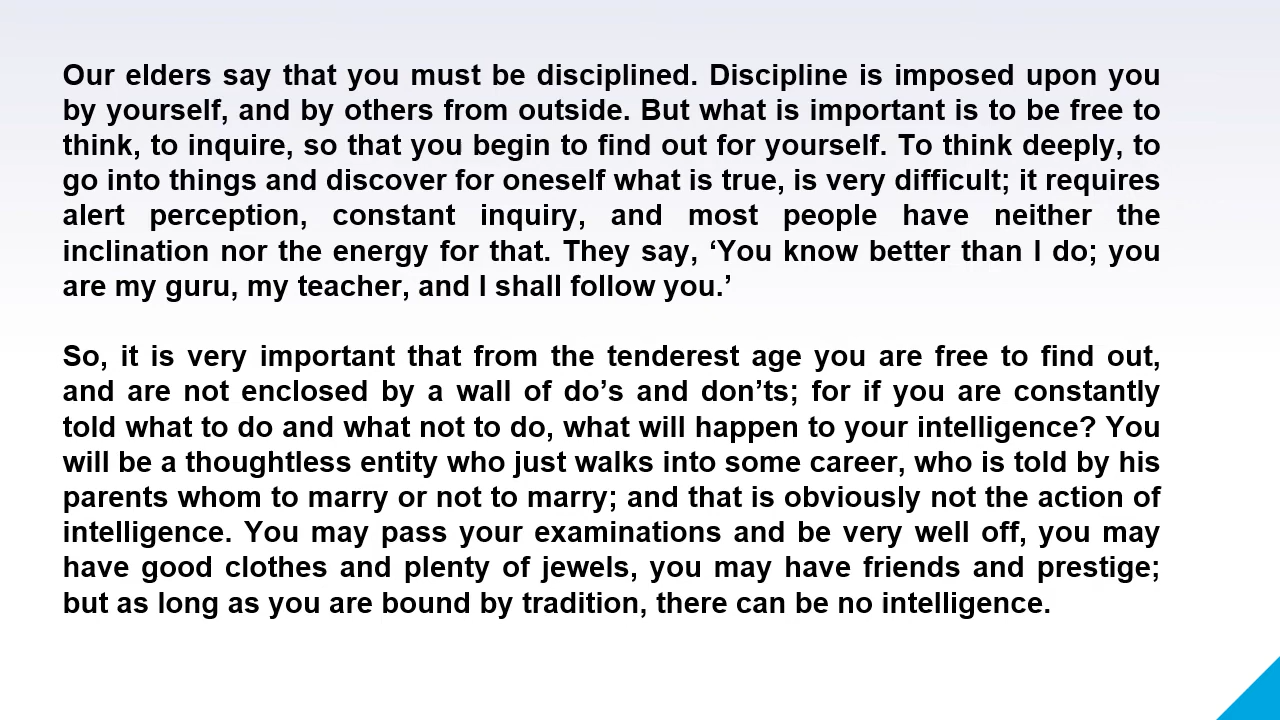 Our elders say that you must be disciplined. Discipline is imposed upon you
by yourself, and by others from outside. But what is important is to be free to
think, to inquire, so that you begin to find out for yourself. To think deeply, to
go into things and discover for oneself what is true, is very difficult; it requires
alert perception, constant inquiry, and most people have neither the
inclination nor the energy for that. They say, ‘You know better than I do; you
are my guru, my teacher, and I shall follow you.’
So, it is very important that from the tenderest age you are free to find out,
and are not enclosed by a wall of do’s and don’ts; for if you are constantly
told what to do and what not to do, what will happen to your intelligence? You
will be a thoughtless entity who just walks into some career, who is told by his
parents whom to marry or not to marry; and that is obviously not the action of
intelligence. You may pass your examinations and be very well off, you may
have good clothes and plenty of jewels, you may have friends and prestige;
but as long as you are bound by tradition, there can be no intelligence.